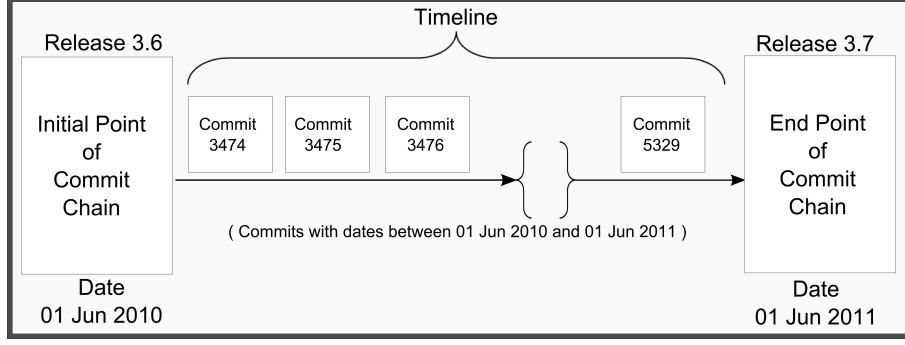 Timeline
Release 3.6
Release 3.7
Initial Point
of
Commit
Chain
Commit
3474
Commit
3475
Commit
3476
Commit
5329
End Point
of
Commit
Chain
( Commits with dates between 01 Jun 2010 and 01 Jun 2011 )
Date
01 Jun 2010
Date
01 Jun 2011